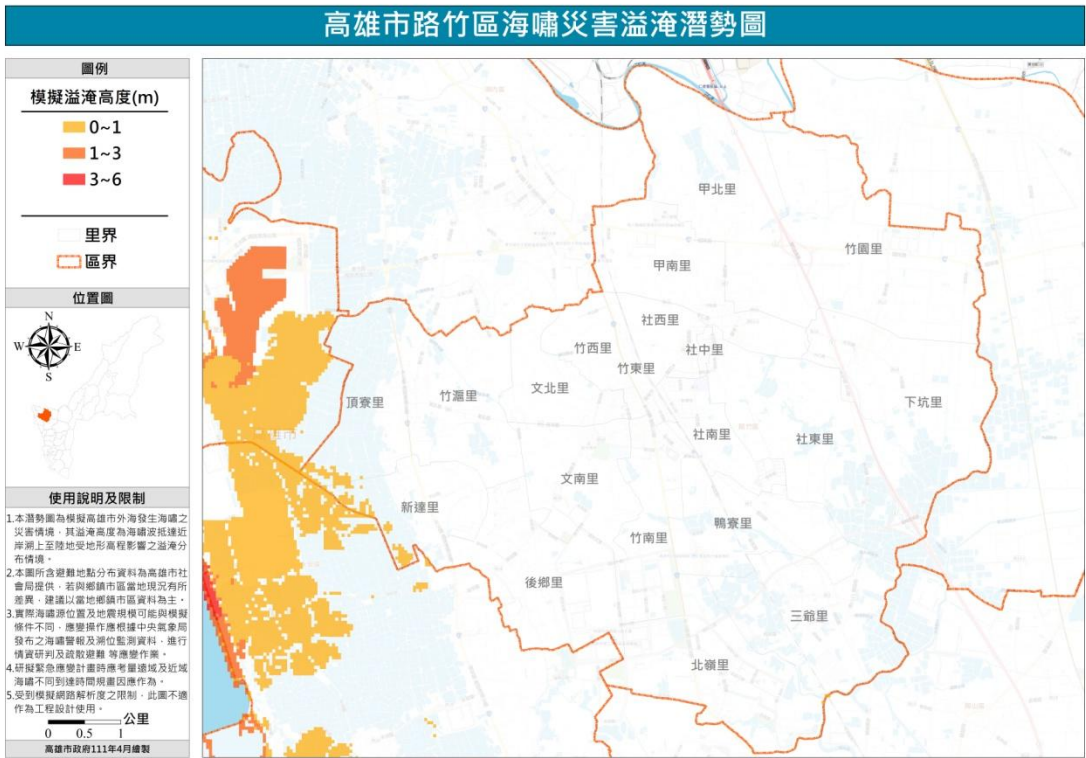 高雄市路竹區海嘯災害溢淹潛勢圖
圖例
模擬溢淹高度(m)
0~1
1~3
3~6
里界
區界
位置圖
N
W
E
S
使用說明及限制
1.本潛勢圖為模擬高雄市外海發生海嘯之
災害情境，其溢淹高度為海嘯波抵達近
岸溯上至陸地受地形高程影響之溢淹分
布情境。
2.本圖所含避難地點分布資料為高雄市社
會局提供，若與鄉鎮市區當地現況有所
差異，建議以當地鄉鎮市區資料為主。
3.實際海嘯源位置及地震規模可能與模擬
條件不同，應變操作應根據中央氣象局
發布之海嘯警報及潮位監測資料，進行
情資研判及疏散避難 等應變作業。
4.研擬緊急應變計畫時應考量遠域及近域
海嘯不同到達時間規畫因應作為。
5.受到模擬網路解析度之限制，此圖不適
作為工程設計使用。
公里
0 0.5 1
高雄市政府111年4月繪製
甲北里
竹園里
甲南里
社西里
竹西里
社中里
竹東里
文北里
竹滬里
頂寮里
下坑里
社南里
社東里
文南里
新達里
鴨寮里
竹南里
後鄉里
三爺里
北嶺里